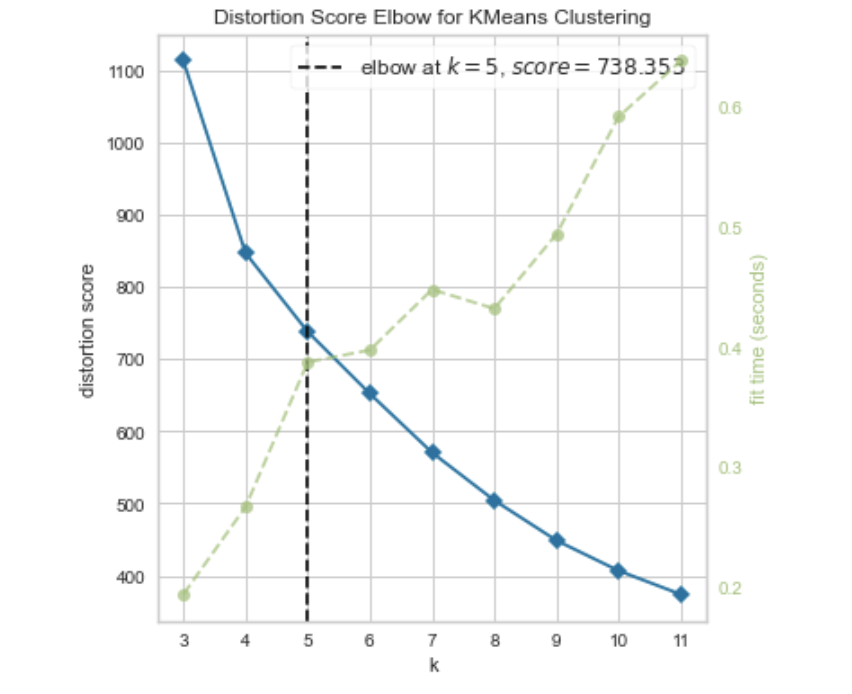 Distortion Score Elbow for KMeans Clustering
elbow at k = 5, score = 738.353
1100
1000
900
800
700
600
500
400
distortion score
0.6
0.5
0.4
0.3
0.2
fit time (seconds)
3 4 5 6 7 8 9 10 11
k